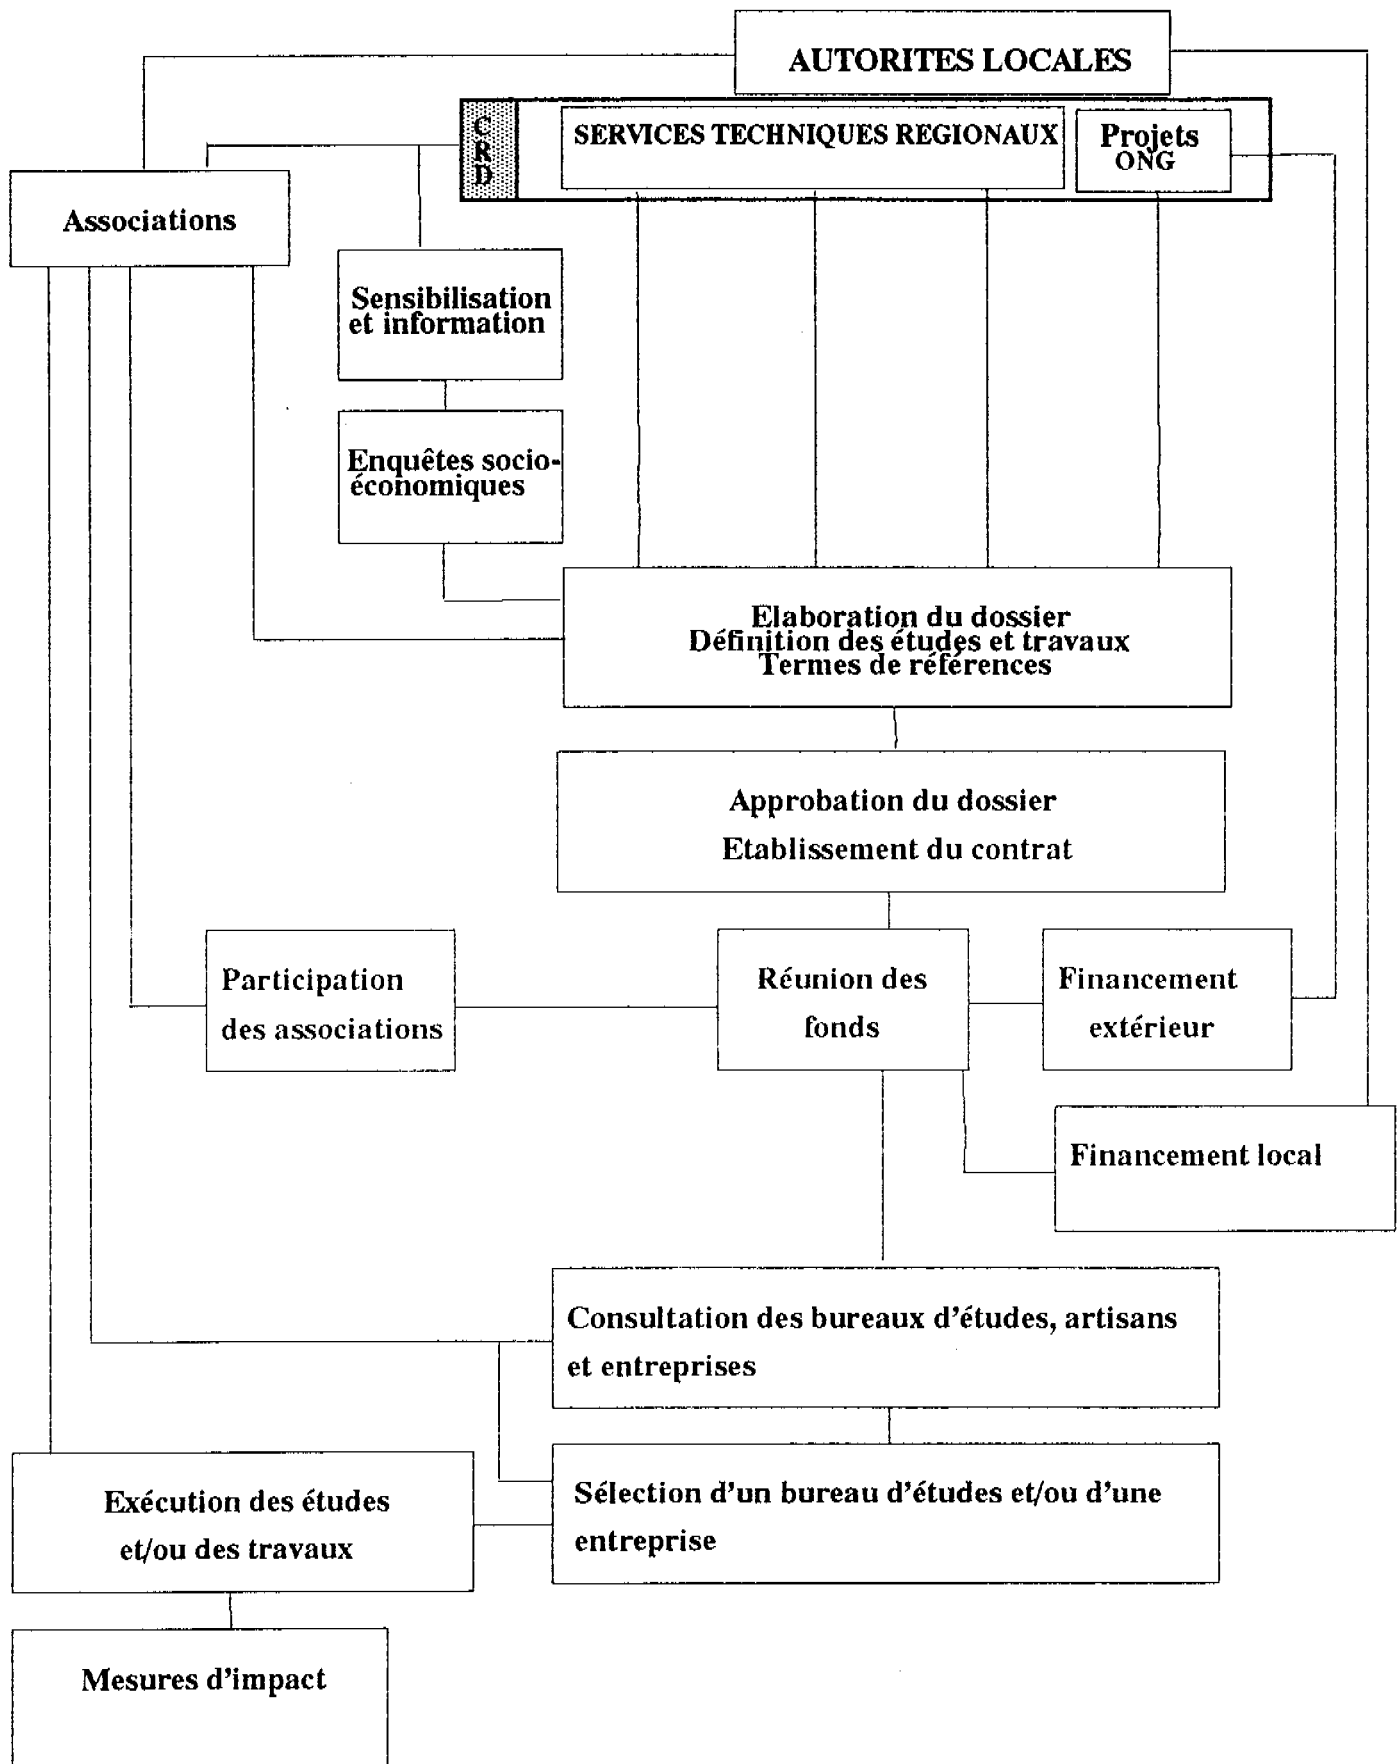 AUTORITES LOCALES
C
R
D
SERVICES TECHNIQUES REGIONAUX
Projets
ONG
Associations
Sensibilisation
et information
Enquêtes socio-
économiques
Elaboration du dossier
Définition des études et travaux
Termes de références
Approbation du dossier
Etablissement du contrat
Participation
des associations
Réunion des
fonds
Financement
extérieur
Financement local
Consultation des bureaux d'études, artisans
et entreprises
Exécution des études
et/ou des travaux
Sélection d'un bureau d'études et/ou d'une
entreprise
Mesures d'impact